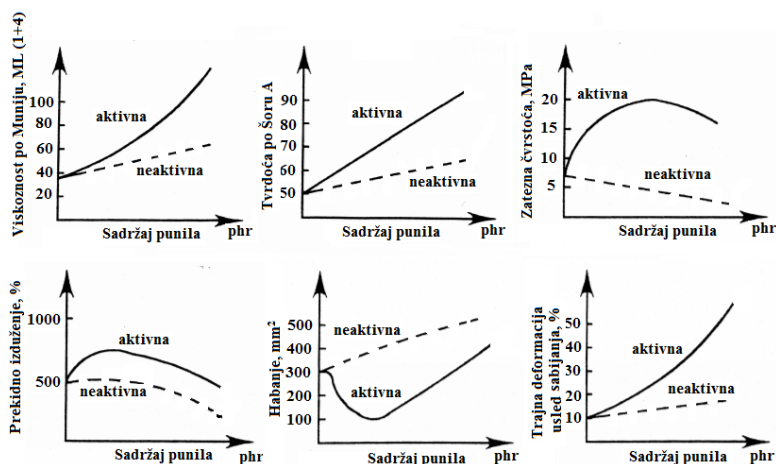 Viskoznost po Muniju, ML (1+4)
100
80
60
40
20
aktivna
neaktivna
Sadržaj punila
phr
Tvrdoća po Šoru A
90
80
70
60
50
aktivna
neaktivna
Sadržaj punila
phr
Zatezna čvrstoća, MPa
20
15
10
5
aktivna
neaktivna
Sadržaj punila
phr
Prekidno izduženje, %
1000
500
aktivna
neaktivna
Sadržaj punila
phr
Habanje, mm²
500
400
300
200
100
neaktivna
aktivna
Sadržaj punila
phr
Trajna deformacija
usled sabijanja, %
50
40
30
20
10
aktivna
neaktivna
Sadržaj punila
phr